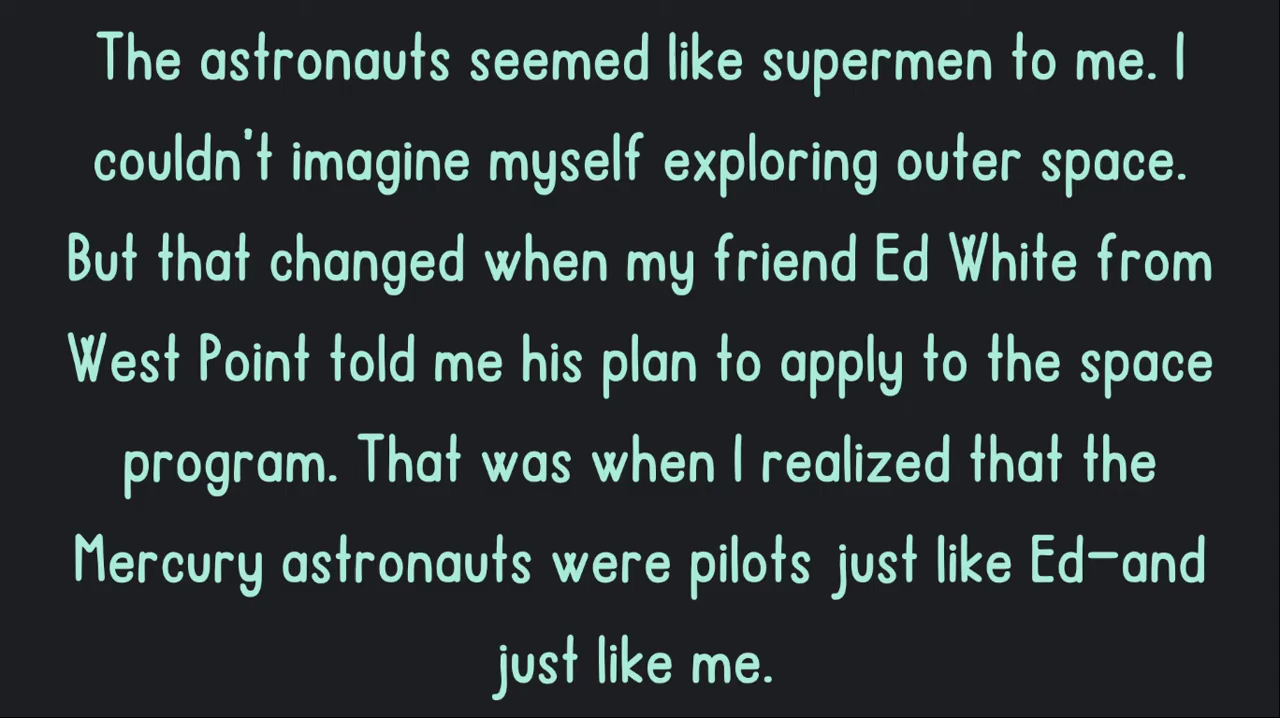 The astronauts seemed like supermen to me. I
couldn't imagine myself exploring outer space.
But that changed when my friend Ed White from
West Point told me his plan to apply to the space
program. That was when I realized that the
Mercury astronauts were pilots just like Ed—and
just like me.